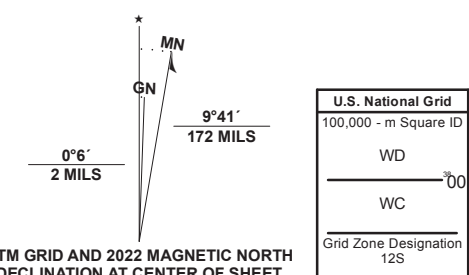 ★
MN
GN
9°41´
172 MILS
0°6´
2 MILS
TM GRID AND 2022 MAGNETIC NORTH
DECLINATION AT CENTER OF SHEET
U.S. National Grid
100,000 - m Square ID
WD
³⁸00
WC
Grid Zone Designation
12S